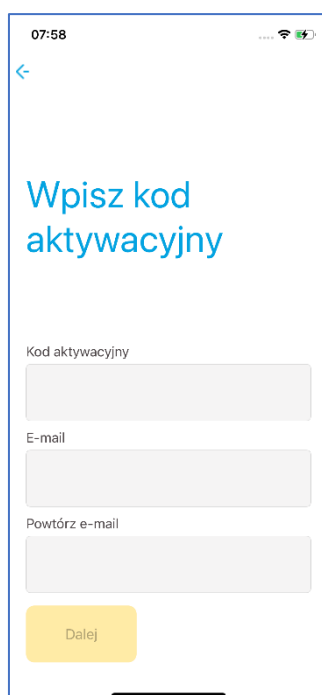 07:58
Wpisz kod
aktywacyjny
Kod aktywacyjny
E-mail
Powtórz e-mail
Dalej